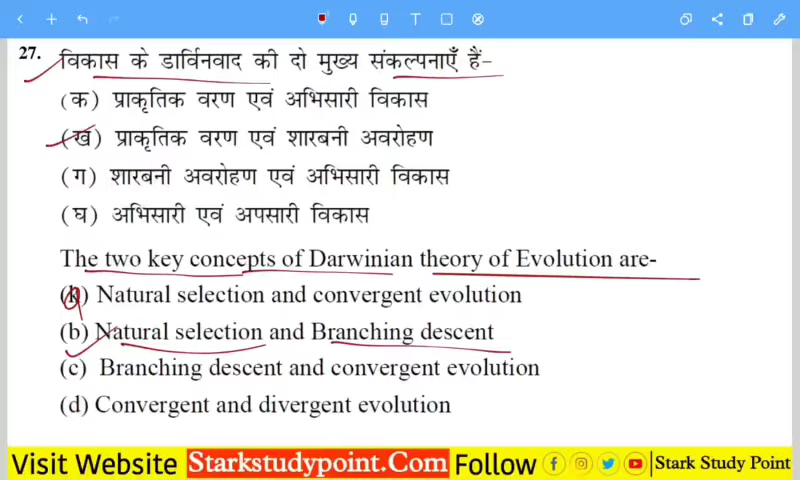 27. विकास के डार्विनवाद की दो मुख्य संकल्पनाएँ हैं-
(क) प्राकृतिक वरण एवं अभिसारी विकास
(ख) प्राकृतिक वरण एवं शारबनी अवरोहण
(ग) शारबनी अवरोहण एवं अभिसारी विकास
(घ) अभिसारी एवं अपसारी विकास
The two key concepts of Darwinian theory of Evolution are-
Natural selection and convergent evolution
(b) Natural selection and Branching descent
(c) Branching descent and convergent evolution
(d) Convergent and divergent evolution
Visit Website Starkstudypoint.Com Follow Stark Study Point